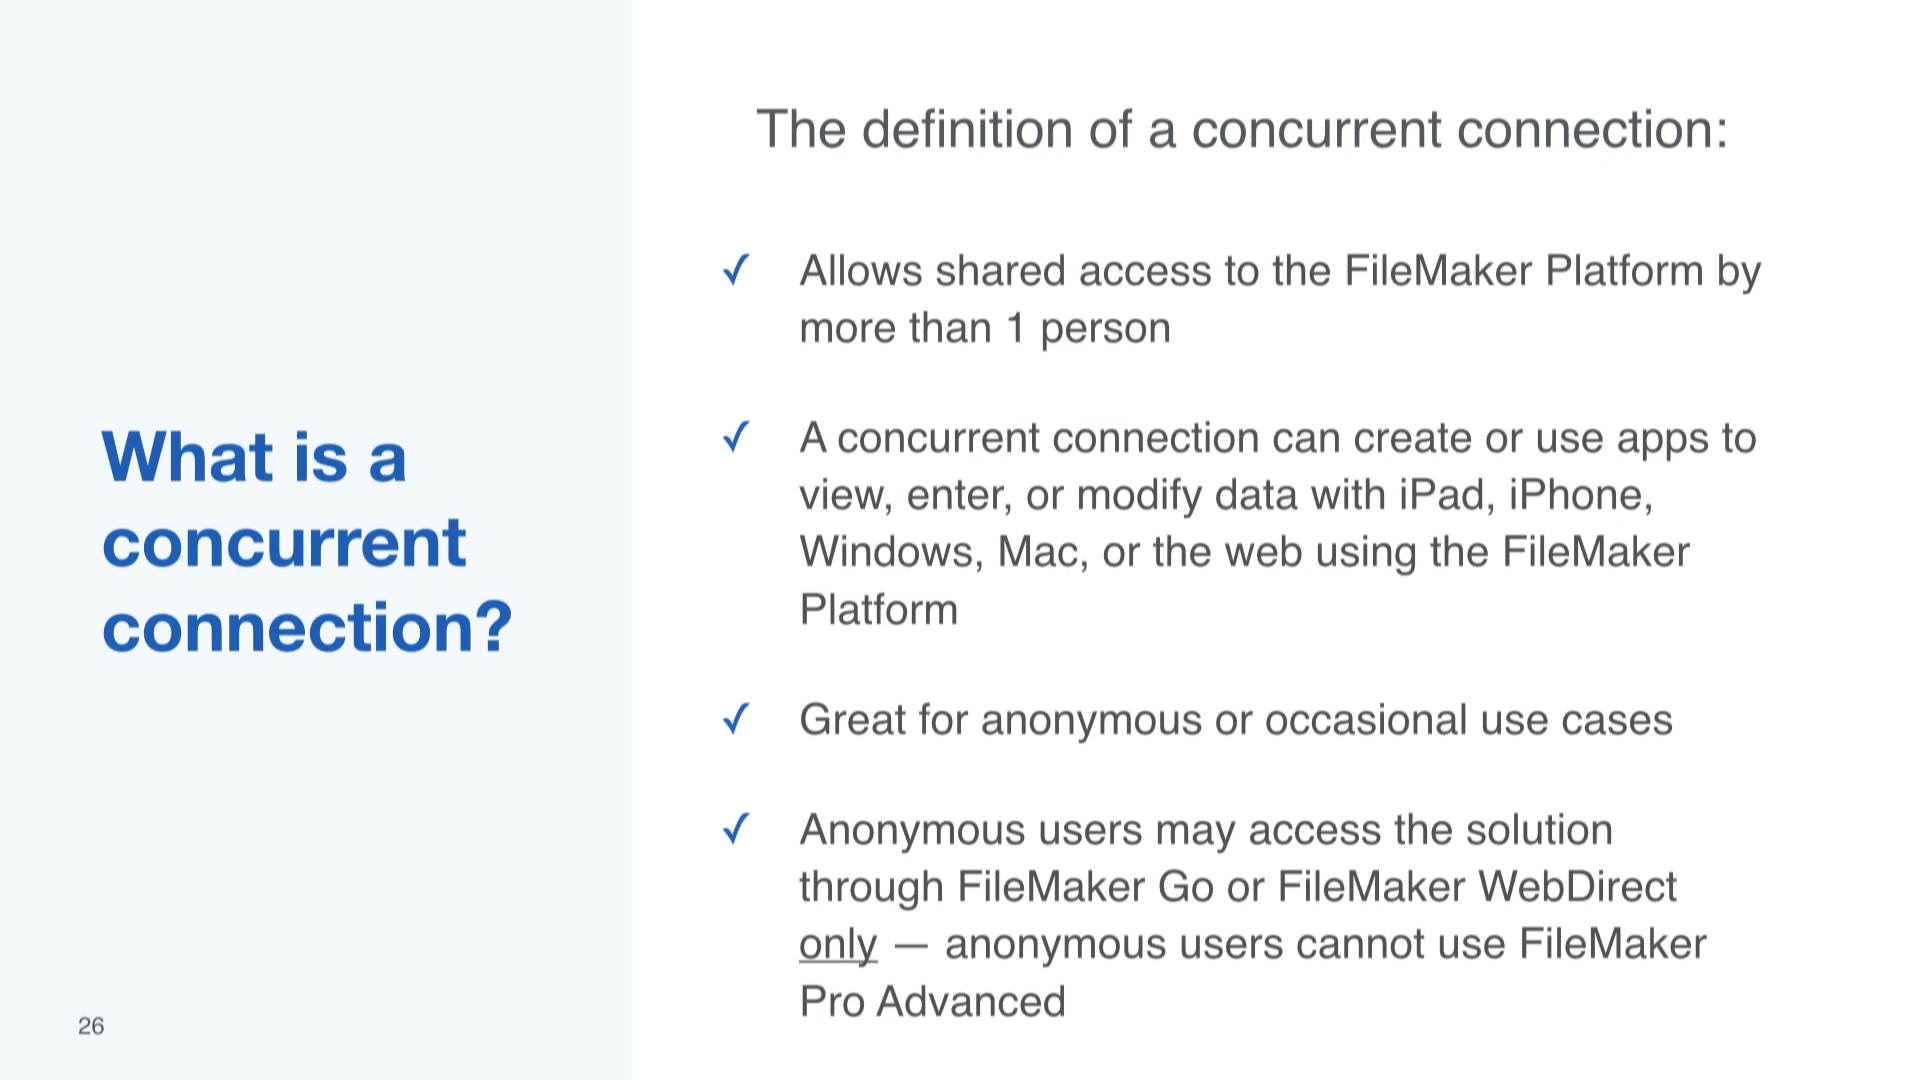 What is a
concurrent
connection?
26
The definition of a concurrent connection:
✓ Allows shared access to the FileMaker Platform by
more than 1 person
✓ A concurrent connection can create or use apps to
view, enter, or modify data with iPad, iPhone,
Windows, Mac, or the web using the FileMaker
Platform
✓ Great for anonymous or occasional use cases
✓ Anonymous users may access the solution
through FileMaker Go or FileMaker WebDirect
only — anonymous users cannot use FileMaker
Pro Advanced